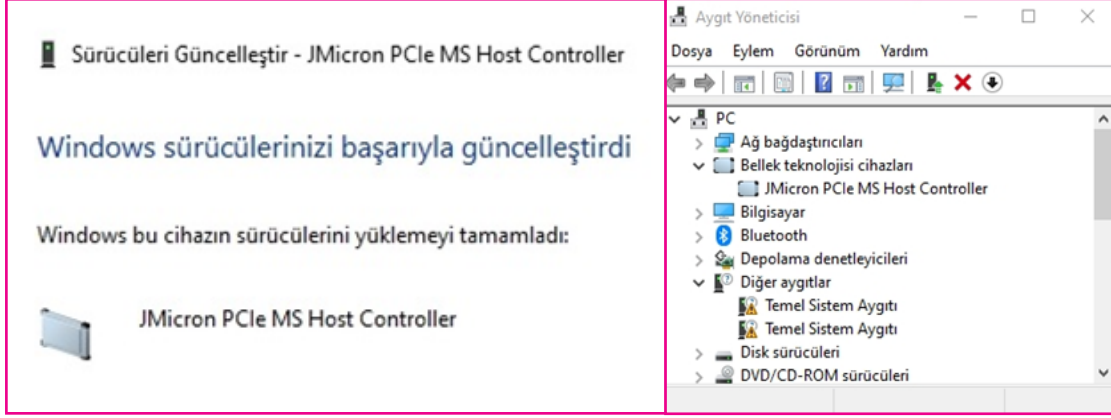 Sürücüleri Güncelleştir - JMicron PCIe MS Host Controller
Windows sürücülerinizi başarıyla güncelleştirdi
Windows bu cihazın sürücülerini yüklemeyi tamamladı:
JMicron PCIe MS Host Controller
Aygıt Yöneticisi
Dosya Eylem Görünüm Yardım
PC
Ağ bağdaştırıcıları
Bellek teknolojisi cihazları
JMicron PCIe MS Host Controller
Bilgisayar
Bluetooth
Depolama denetleyicileri
Diğer aygıtlar
Temel Sistem Aygıtı
Temel Sistem Aygıtı
Disk sürücüleri
DVD/CD-ROM sürücüleri